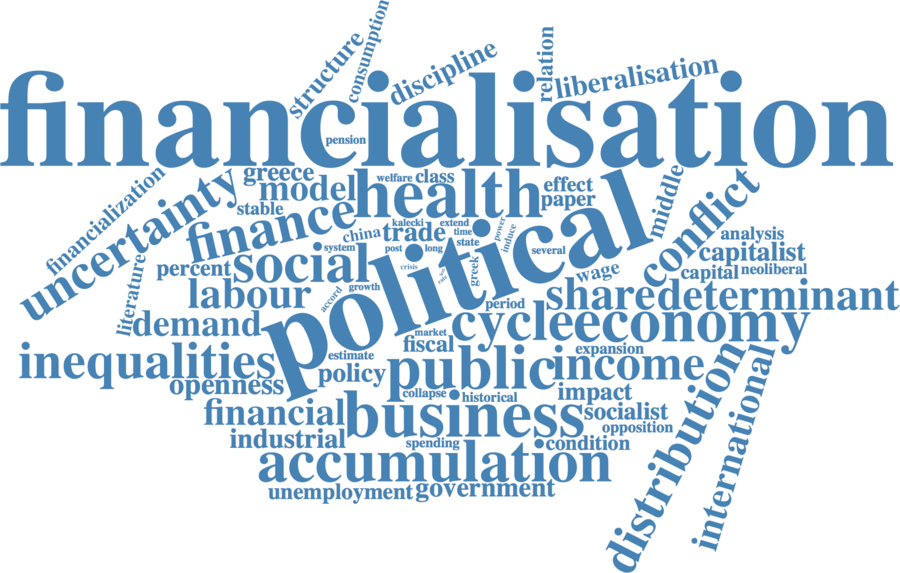 consumption
structure
discipline
relation
liberalisation
financialisation
pension
financialization
uncertainty
greece
model
welfare
class
health
effect
paper
middle
conflict
stable
finance
china
kalecki
trade
extend
time
state
power
induce
several
political
analysis
capitalist
capital
neoliberal
system
post
long
percent
social
crisis
greek
wage
literature
labour
accord
growth
period
share
determinant
demand
market
fiscal
cycle
economy
inequalities
estimate
policy
public
expansion
income
openness
collapse
historical
impact
distribution
international
financial
business
socialist
opposition
industrial
spending
condition
accumulation
unemployment
government